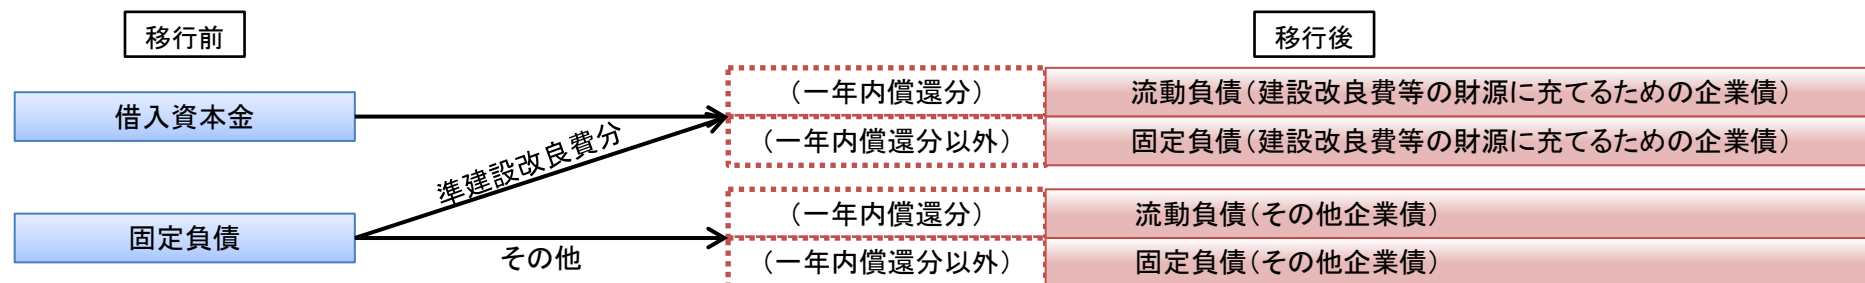 移行前
移行後
借入資本金
(一年内償還分)
流動負債(建設改良費等の財源に充てるための企業債)
(一年内償還分以外)
固定負債(建設改良費等の財源に充てるための企業債)
準建設改良費分
固定負債
その他
(一年内償還分)
流動負債(その他企業債)
(一年内償還分以外)
固定負債(その他企業債)